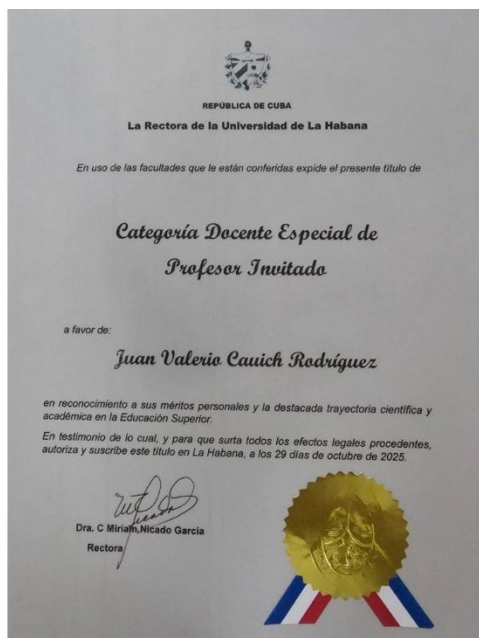 REPÚBLICA DE CUBA
La Rectora de la Universidad de La Habana
En uso de las facultades que le están conferidas expide el presente título de
Categoría Docente Especial de
Profesor Invitado
a favor de:
Juan Valerio Cauich Rodríguez
en reconocimiento a sus méritos personales y la destacada trayectoria científica y
académica en la Educación Superior.
En testimonio de lo cual, y para que surta todos los efectos legales procedentes,
autoriza y suscribe este título en La Habana, a los 29 días de octubre de 2025.
Dra. C Miriam Nicado García
Rectora